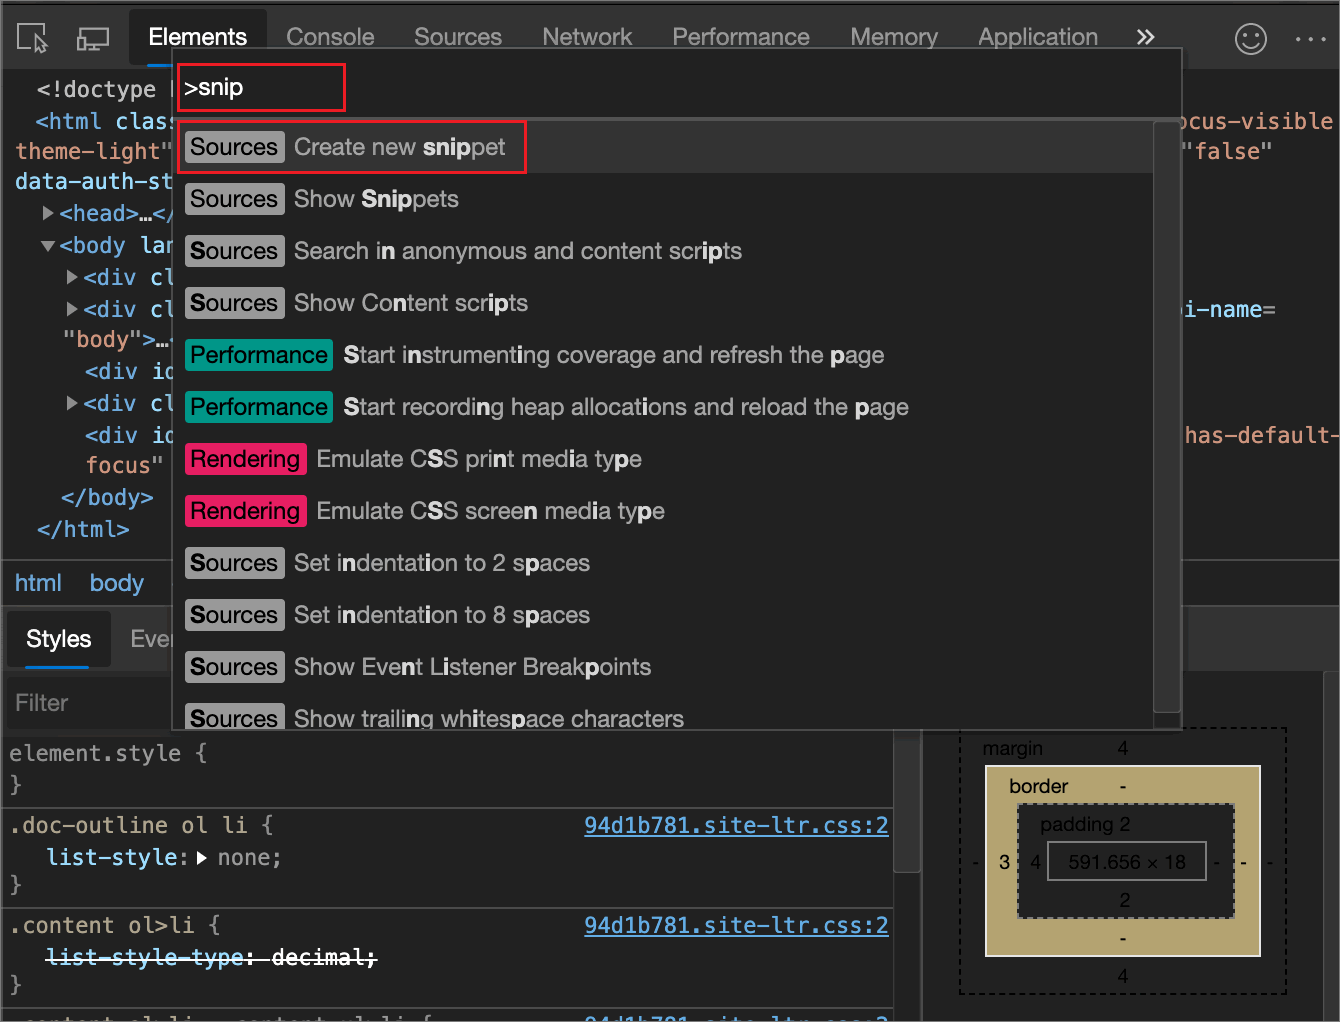 Elements Console Sources Network Performance Memory Application »
<!doctype
>snip
<html clas
ocus-visible
Sources Create new snippet
theme-light"
"false"
data-auth-st
Sources Show Snippets
<head>…</
<body lan
Sources Search in anonymous and content scripts
<div cl
Sources Show Content scripts
<div cl
i-name=
"body">…<
Performance Start instrumenting coverage and refresh the page
<div id
<div cl
Performance Start recording heap allocations and reload the page
<div id
has-default-
focus"
Rendering Emulate CSS print media type
</body>
Rendering Emulate CSS screen media type
</html>
Sources Set indentation to 2 spaces
html body
Sources Set indentation to 8 spaces
Styles Eve
Sources Show Event Listener Breakpoints
Filter
Sources Show trailing whitespace characters
element.style {
}
.doc-outline ol li { 94d1b781.site-ltr.css:2
list-style: none;
}
.content ol>li { 94d1b781.site-ltr.css:2
list-style-type: decimal;
}
margin 4
border -
padding 2
- 3 4 591.656 × 18 - - -
2
-
4